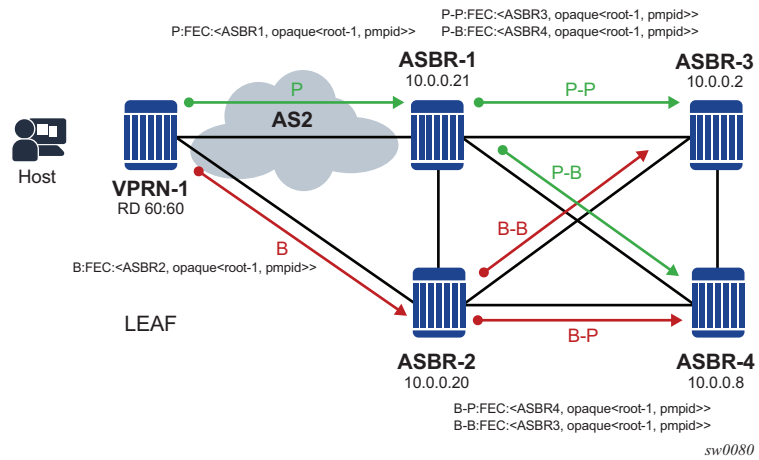 P-P:FEC:<ASBR3, opaque<root-1, pmpid>>
P:FEC:<ASBR1, opaque<root-1, pmpid>>
P-B:FEC:<ASBR4, opaque<root-1, pmpid>>
ASBR-1
10.0.0.21
ASBR-3
10.0.0.2
P
P-P
AS2
Host
VPRN-1
RD 60:60
P-B
B-B
B
B:FEC:<ASBR2, opaque<root-1, pmpid>>
LEAF
B-P
ASBR-2
10.0.0.20
ASBR-4
10.0.0.8
B-P:FEC:<ASBR4, opaque<root-1, pmpid>>
B-B:FEC:<ASBR3, opaque<root-1, pmpid>>
sw0080